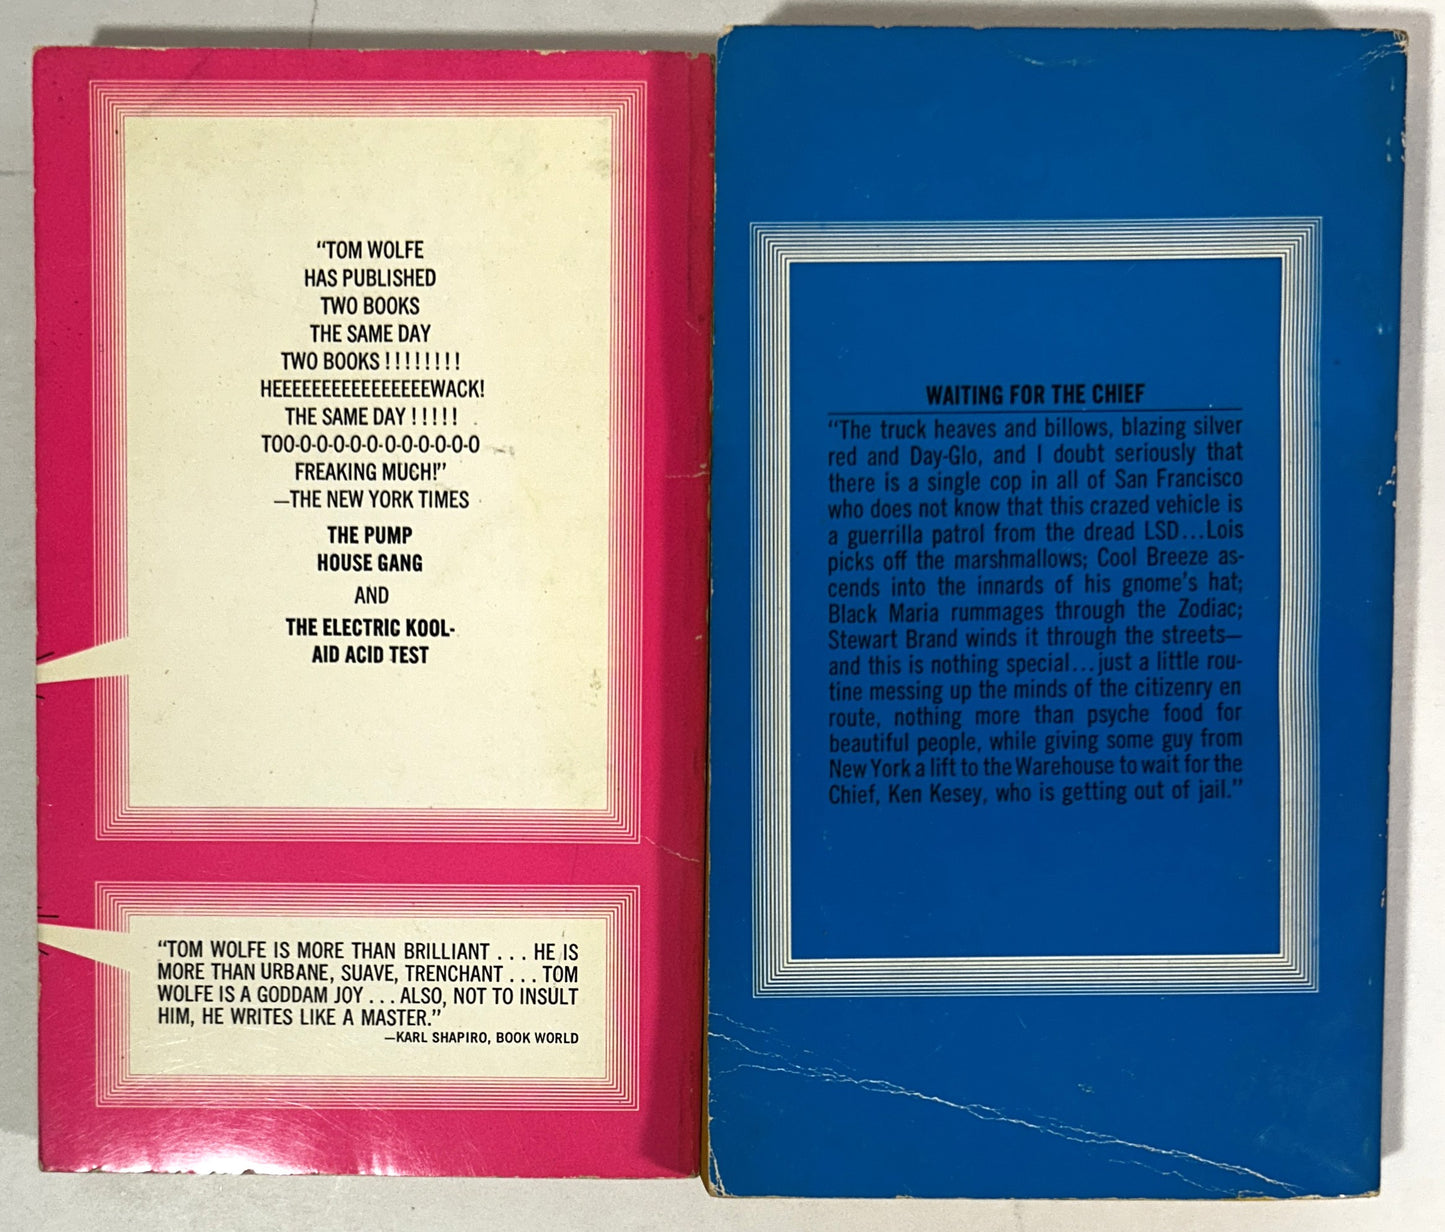 “TOM WOLFE
HAS PUBLISHED
TWO BOOKS
THE SAME DAY
TWO BOOKS!!!!!!!!
HEEEEEEEEEEEEEEEEWACK!
THE SAME DAY!!!!!
TOO-O-O-O-O-O-O-O-O-O-O
FREAKING MUCH!”
—THE NEW YORK TIMES
THE PUMP
HOUSE GANG
AND
THE ELECTRIC KOOL-
AID ACID TEST
“TOM WOLFE IS MORE THAN BRILLIANT . . . HE IS
MORE THAN URBANE, SUAVE, TRENCHANT . . . TOM
WOLFE IS A GODDAM JOY . . . ALSO, NOT TO INSULT
HIM, HE WRITES LIKE A MASTER.”
—KARL SHAPIRO, BOOK WORLD
WAITING FOR THE CHIEF
“The truck heaves and billows, blazing silver
red and Day-Glo, and I doubt seriously that
there is a single cop in all of San Francisco
who does not know that this crazed vehicle is
a guerrilla patrol from the dread LSD...Lois
picks off the marshmallows; Cool Breeze as-
cends into the innards of his gnome's hat;
Black Maria rummages through the Zodiac;
Stewart Brand winds it through the streets—
and this is nothing special...just a little rou-
tine messing up the minds of the citizenry en
route, nothing more than psyche food for
beautiful people, while giving some guy from
New York a lift to the Warehouse to wait for the
Chief, Ken Kesey, who is getting out of jail.”